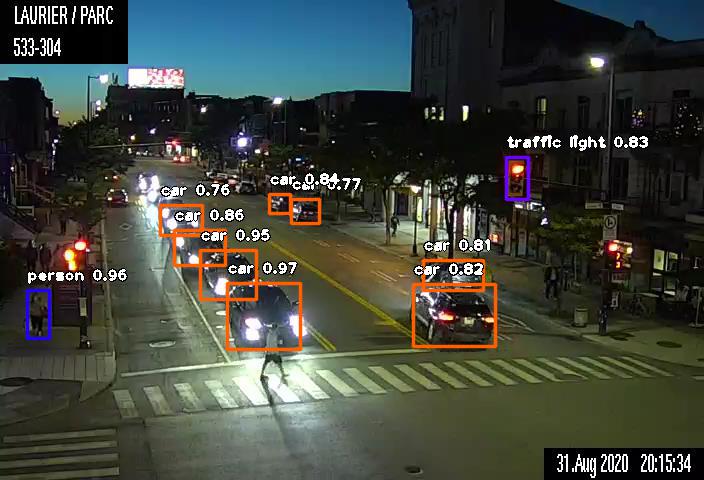 LAURIER / PARC
533-304
traffic light 0.83
car 0.84
car 0.77
car 0.76
car 0.86
car 0.95
car 0.81
car 0.97
car 0.82
person 0.96
P
31.Aug 2020 20:15:34